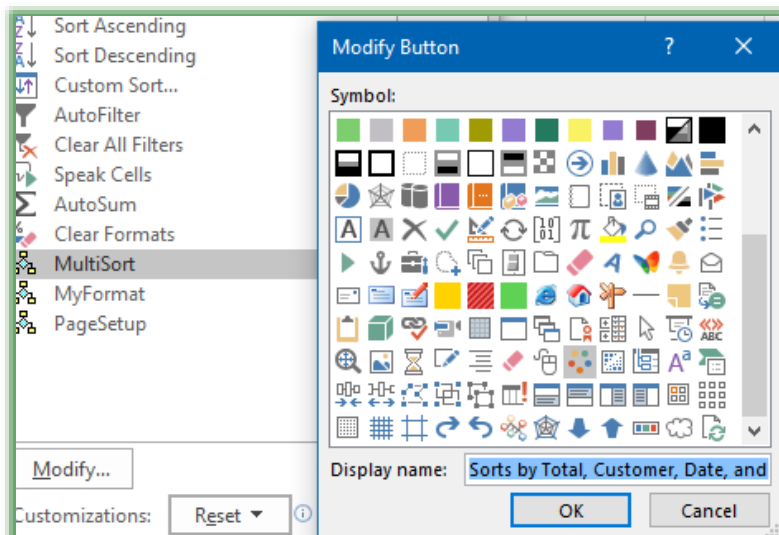 Sort Ascending
Sort Descending
Custom Sort...
AutoFilter
Clear All Filters
Speak Cells
AutoSum
Clear Formats
MultiSort
MyFormat
PageSetup
Modify...
Customizations: Reset
Modify Button ?
Symbol:
Display name: Sorts by Total, Customer, Date, and
OK Cancel